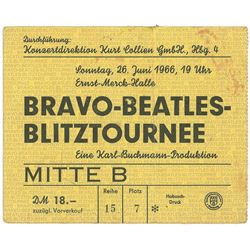 Durchführung:
Konzertdirektion Kurt Collien GmbH., Hbg. 4
Sonntag, 26. Juni 1966, 19 Uhr
Ernst-Merck-Halle
BRAVO-BEATLES-
BLITZTOURNEE
Eine Karl-Buchmann-Produktion
MITTE B
DM 18.—
zuzügl. Vorverkauf
Reihe
15
Platz
7
*
Druck